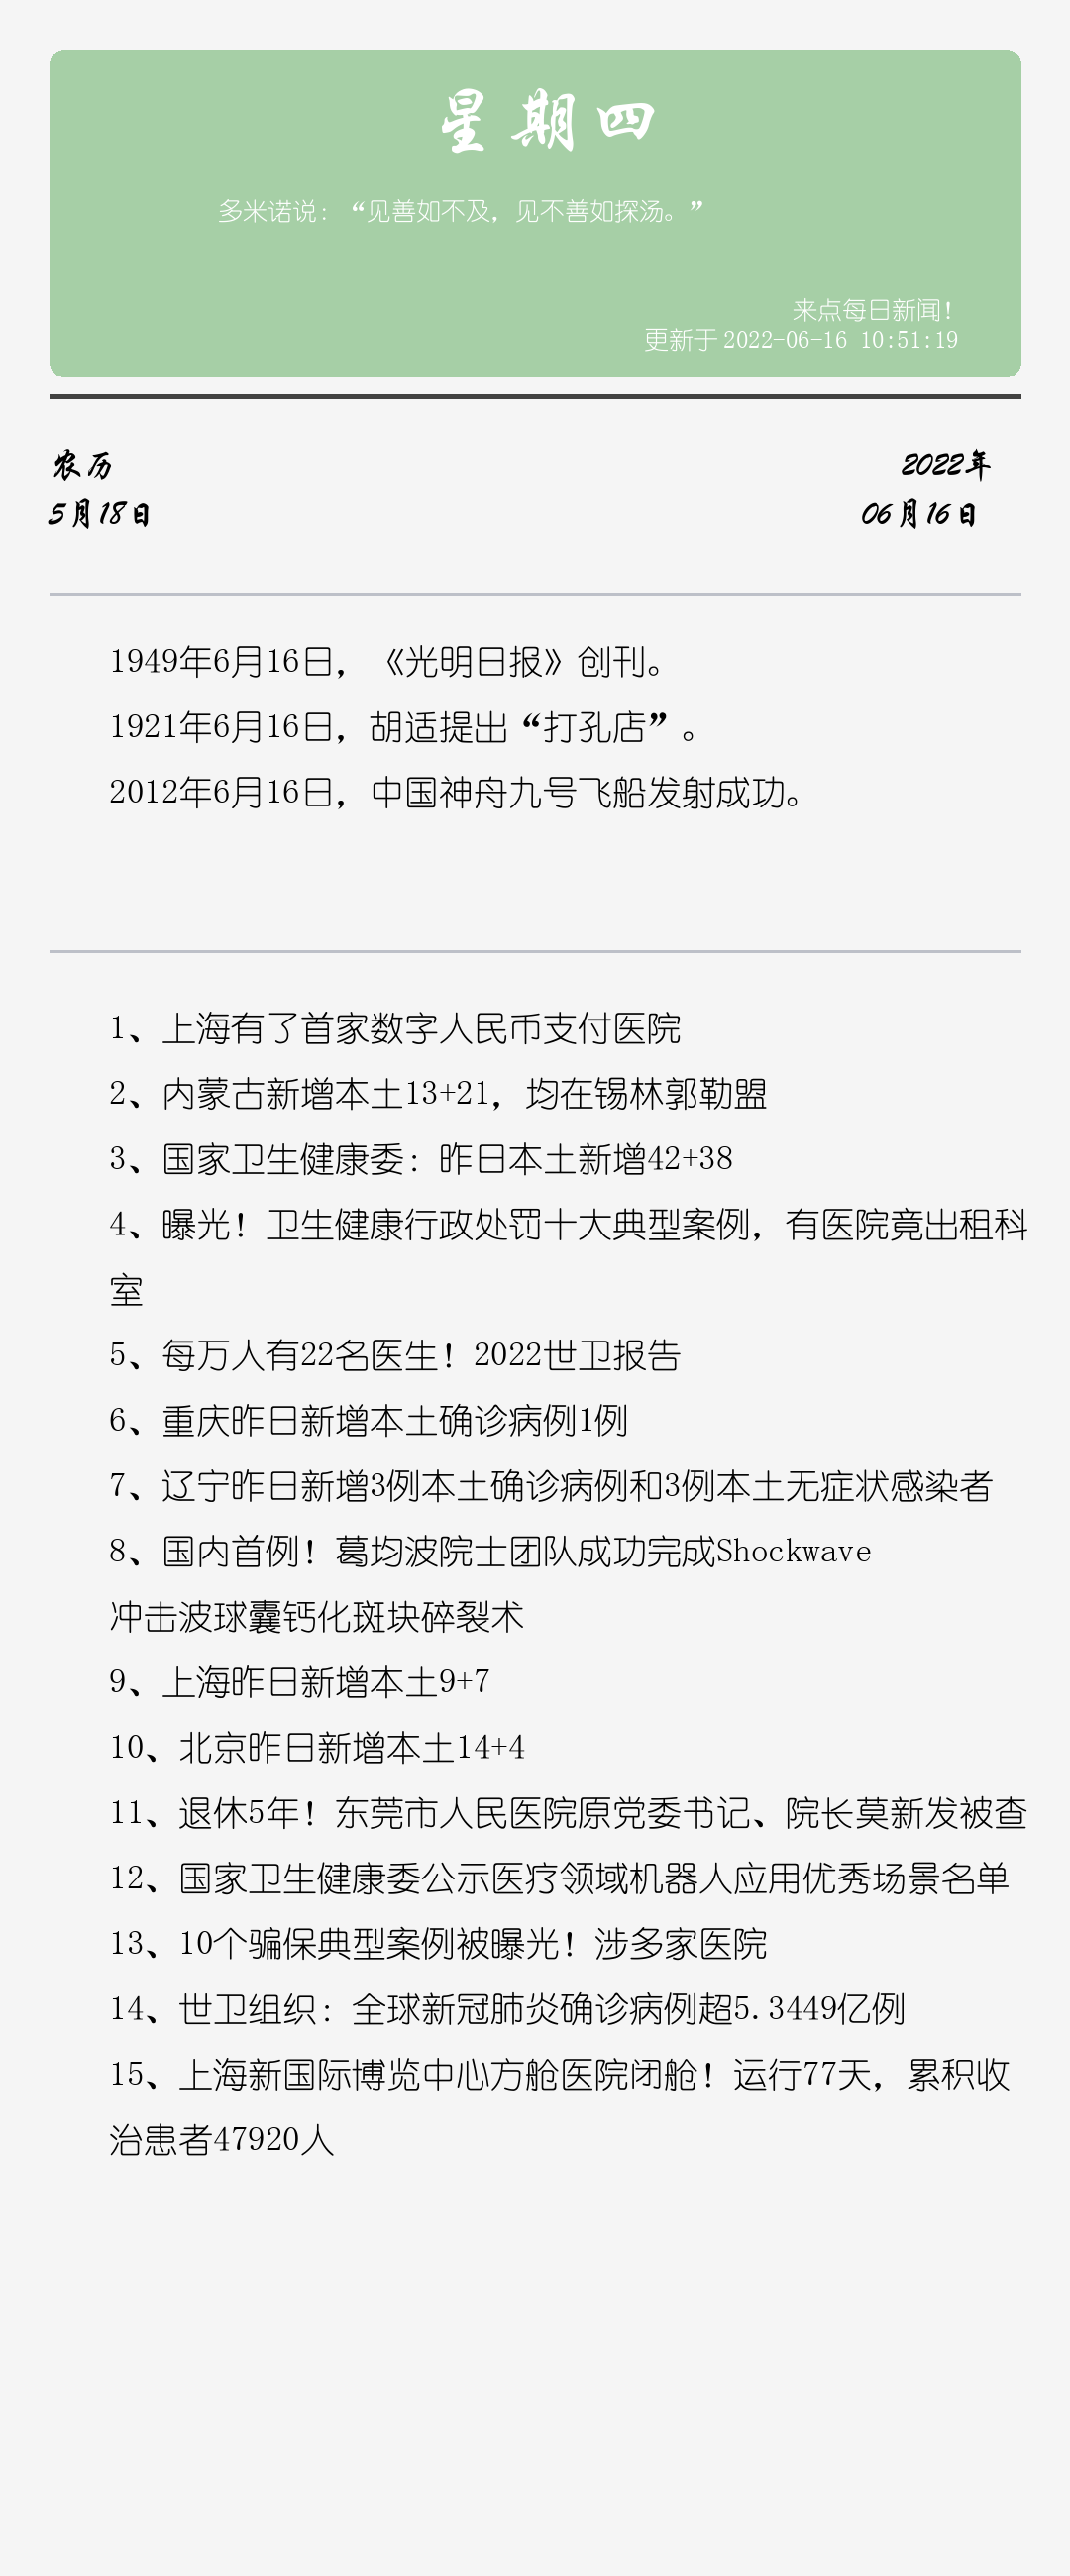 星期四
多米诺说：“见善如不及，见不善如探汤。”
来点每日新闻！
更新于 2022-06-16 10:51:19
农历
2022年
5月18日
06月16日
1949年6月16日，《光明日报》创刊。
1921年6月16日，胡适提出“打孔店”。
2012年6月16日，中国神舟九号飞船发射成功。
1、上海有了首家数字人民币支付医院
2、内蒙古新增本土13+21，均在锡林郭勒盟
3、国家卫生健康委：昨日本土新增42+38
4、曝光！卫生健康行政处罚十大典型案例，有医院竟出租科
室
5、每万人有22名医生！2022世卫报告
6、重庆昨日新增本土确诊病例1例
7、辽宁昨日新增3例本土确诊病例和3例本土无症状感染者
8、国内首例！葛均波院士团队成功完成Shockwave
冲击波球囊钙化斑块碎裂术
9、上海昨日新增本土9+7
10、北京昨日新增本土14+4
11、退休5年！东莞市人民医院原党委书记、院长莫新发被查
12、国家卫生健康委公示医疗领域机器人应用优秀场景名单
13、10个骗保典型案例被曝光！涉多家医院
14、世卫组织：全球新冠肺炎确诊病例超5.3449亿例
15、上海新国际博览中心方舱医院闭舱！运行77天，累积收
治患者47920人